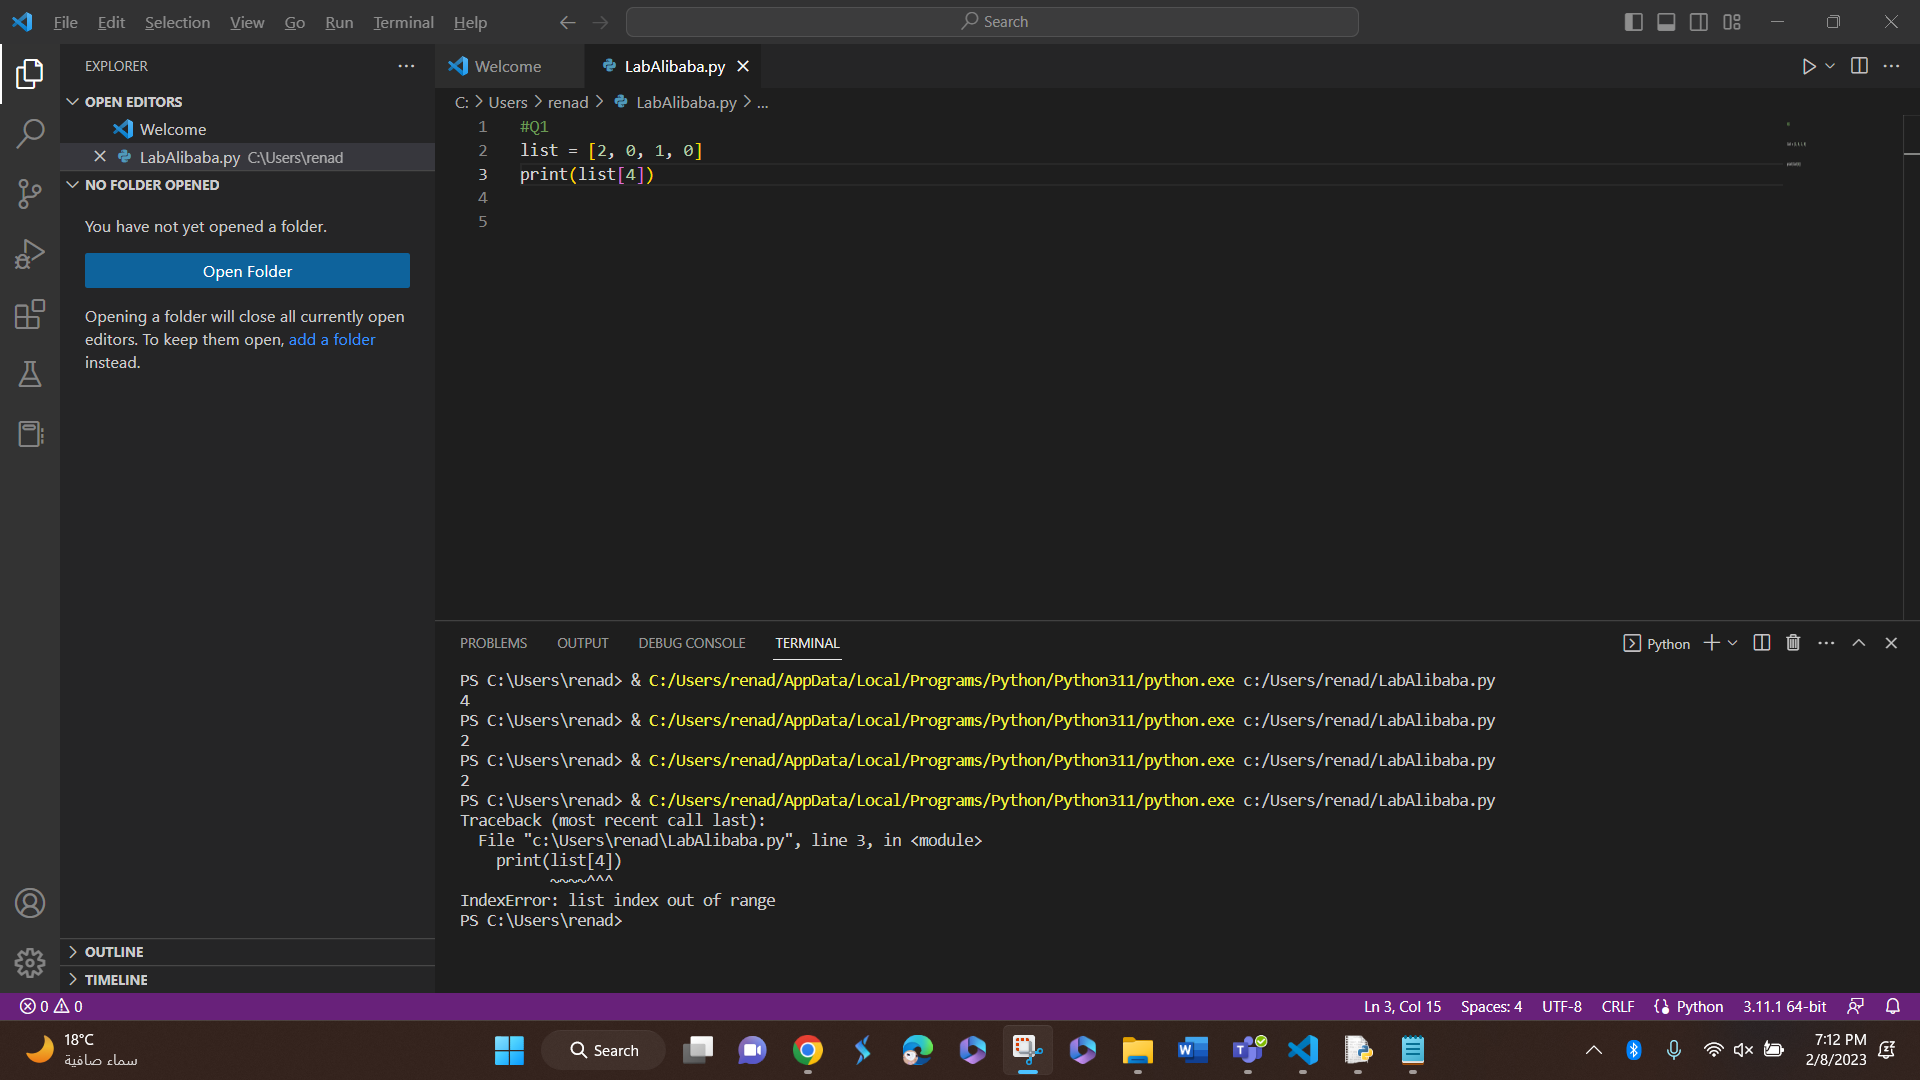 File Edit Selection View Go Run Terminal Help
Search
EXPLORER
OPEN EDITORS
Welcome
LabAlibaba.py C:\Users\renad
NO FOLDER OPENED
You have not yet opened a folder.
Open Folder
Opening a folder will close all currently open
editors. To keep them open, add a folder
instead.
OUTLINE
TIMELINE
Welcome LabAlibaba.py
C: > Users > renad > LabAlibaba.py > ...
1 #Q1
2 list = [2, 0, 1, 0]
3 print(list[4])
4
5
PROBLEMS OUTPUT DEBUG CONSOLE TERMINAL
Python
PS C:\Users\renad> & C:/Users/renad/AppData/Local/Programs/Python/Python311/python.exe c:/Users/renad/LabAlibaba.py
4
PS C:\Users\renad> & C:/Users/renad/AppData/Local/Programs/Python/Python311/python.exe c:/Users/renad/LabAlibaba.py
2
PS C:\Users\renad> & C:/Users/renad/AppData/Local/Programs/Python/Python311/python.exe c:/Users/renad/LabAlibaba.py
2
PS C:\Users\renad> & C:/Users/renad/AppData/Local/Programs/Python/Python311/python.exe c:/Users/renad/LabAlibaba.py
Traceback (most recent call last):
File "c:\Users\renad\LabAlibaba.py", line 3, in <module>
print(list[4])
~~~~^^^
IndexError: list index out of range
PS C:\Users\renad>
0 0
Ln 3, Col 15 Spaces: 4 UTF-8 CRLF Python 3.11.1 64-bit
18°C
سماء صافية
Search
7:12 PM
2/8/2023